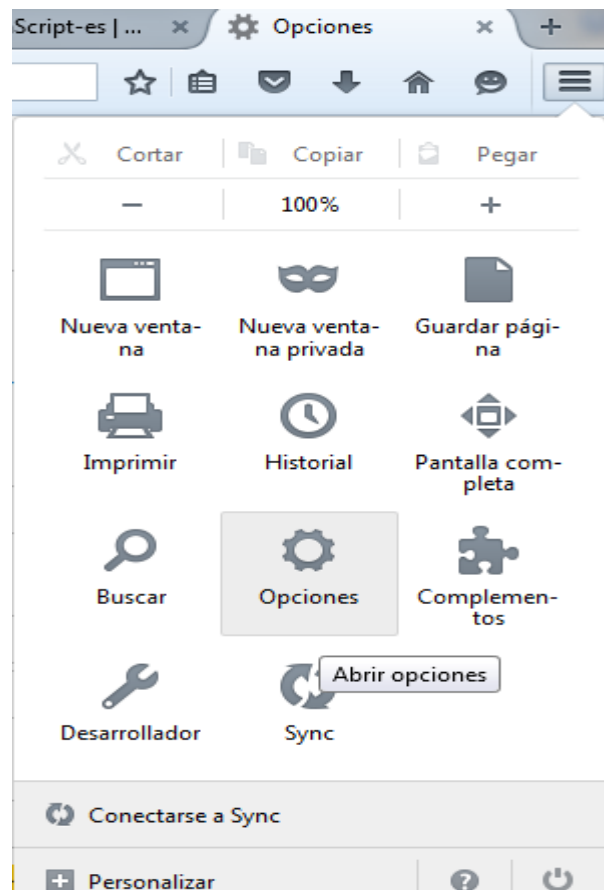 Script-es | ...
Opciones
Cortar
Copiar
Pegar
100%
Nueva venta-
na
Nueva venta-
na privada
Guardar pági-
na
Imprimir
Historial
Pantalla com-
pleta
Buscar
Opciones
Complemen-
tos
Abrir opciones
Desarrollador
Sync
Conectarse a Sync
Personalizar